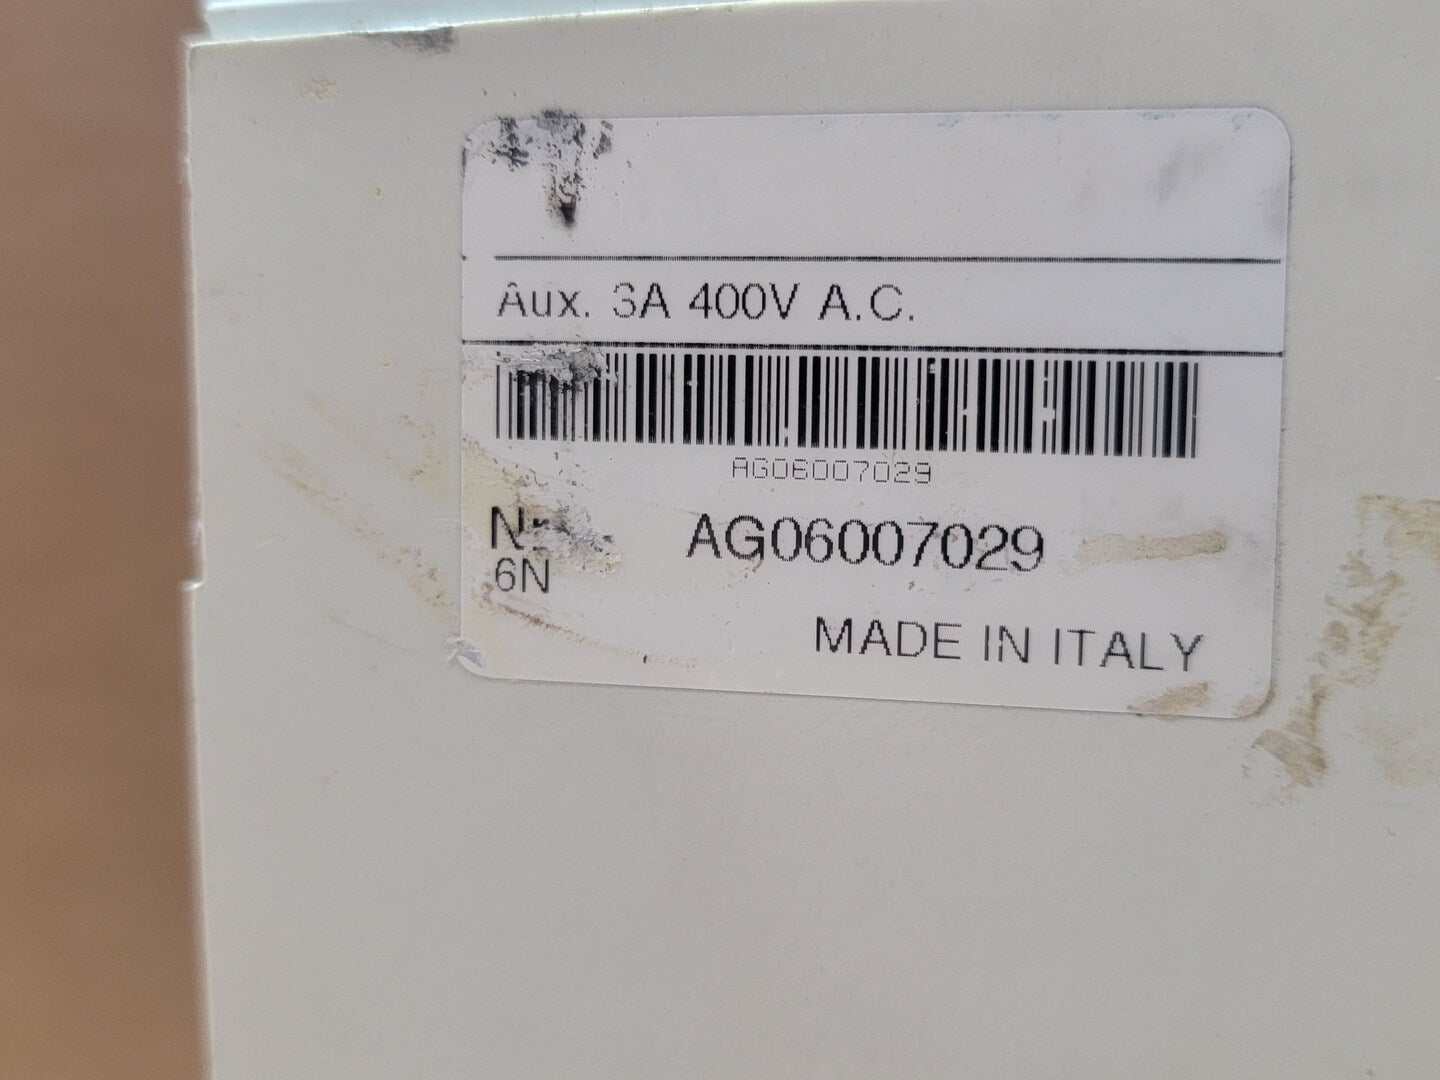 Aux. 3A 400V A.C.
AG06007029
AG06007029
6N
MADE IN ITALY